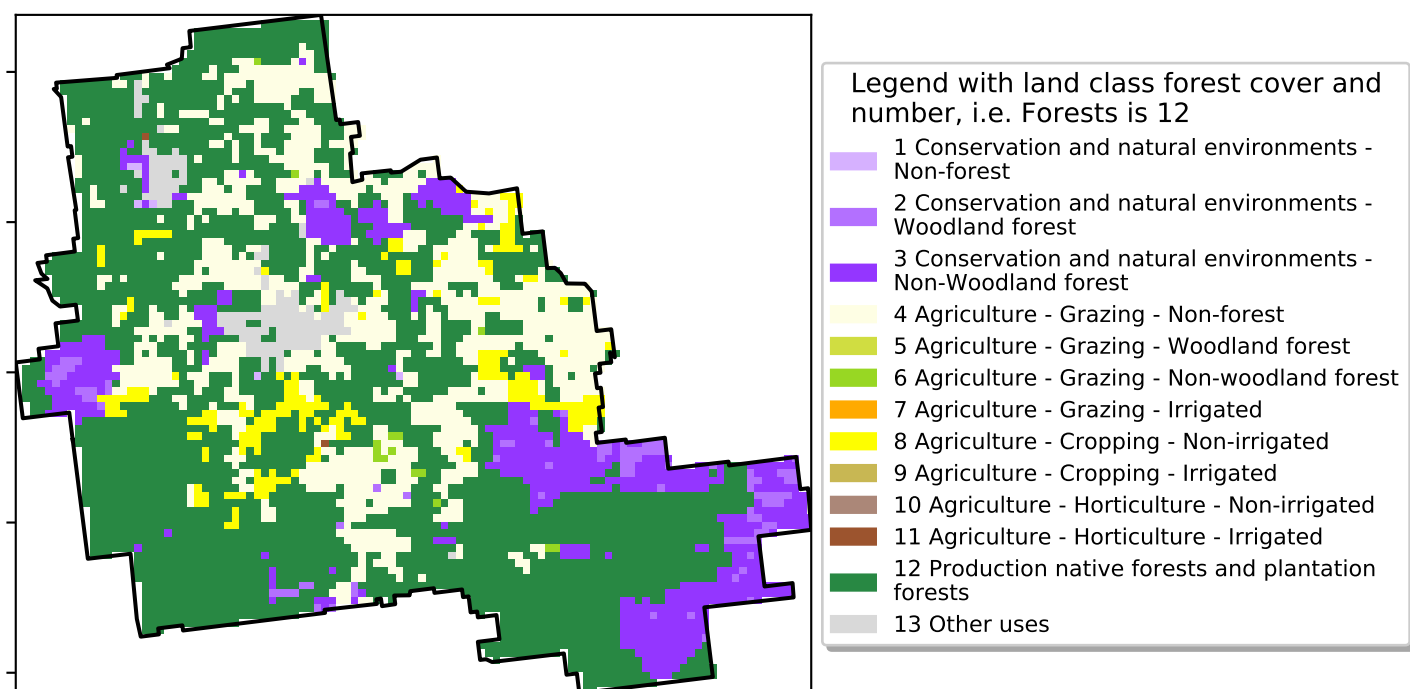 Legend with land class forest cover and
number, i.e. Forests is 12
1 Conservation and natural environments -
Non-forest
2 Conservation and natural environments -
Woodland forest
3 Conservation and natural environments -
Non-Woodland forest
4 Agriculture - Grazing - Non-forest
5 Agriculture - Grazing - Woodland forest
6 Agriculture - Grazing - Non-woodland forest
7 Agriculture - Grazing - Irrigated
8 Agriculture - Cropping - Non-irrigated
9 Agriculture - Cropping - Irrigated
10 Agriculture - Horticulture - Non-irrigated
11 Agriculture - Horticulture - Irrigated
12 Production native forests and plantation
forests
13 Other uses